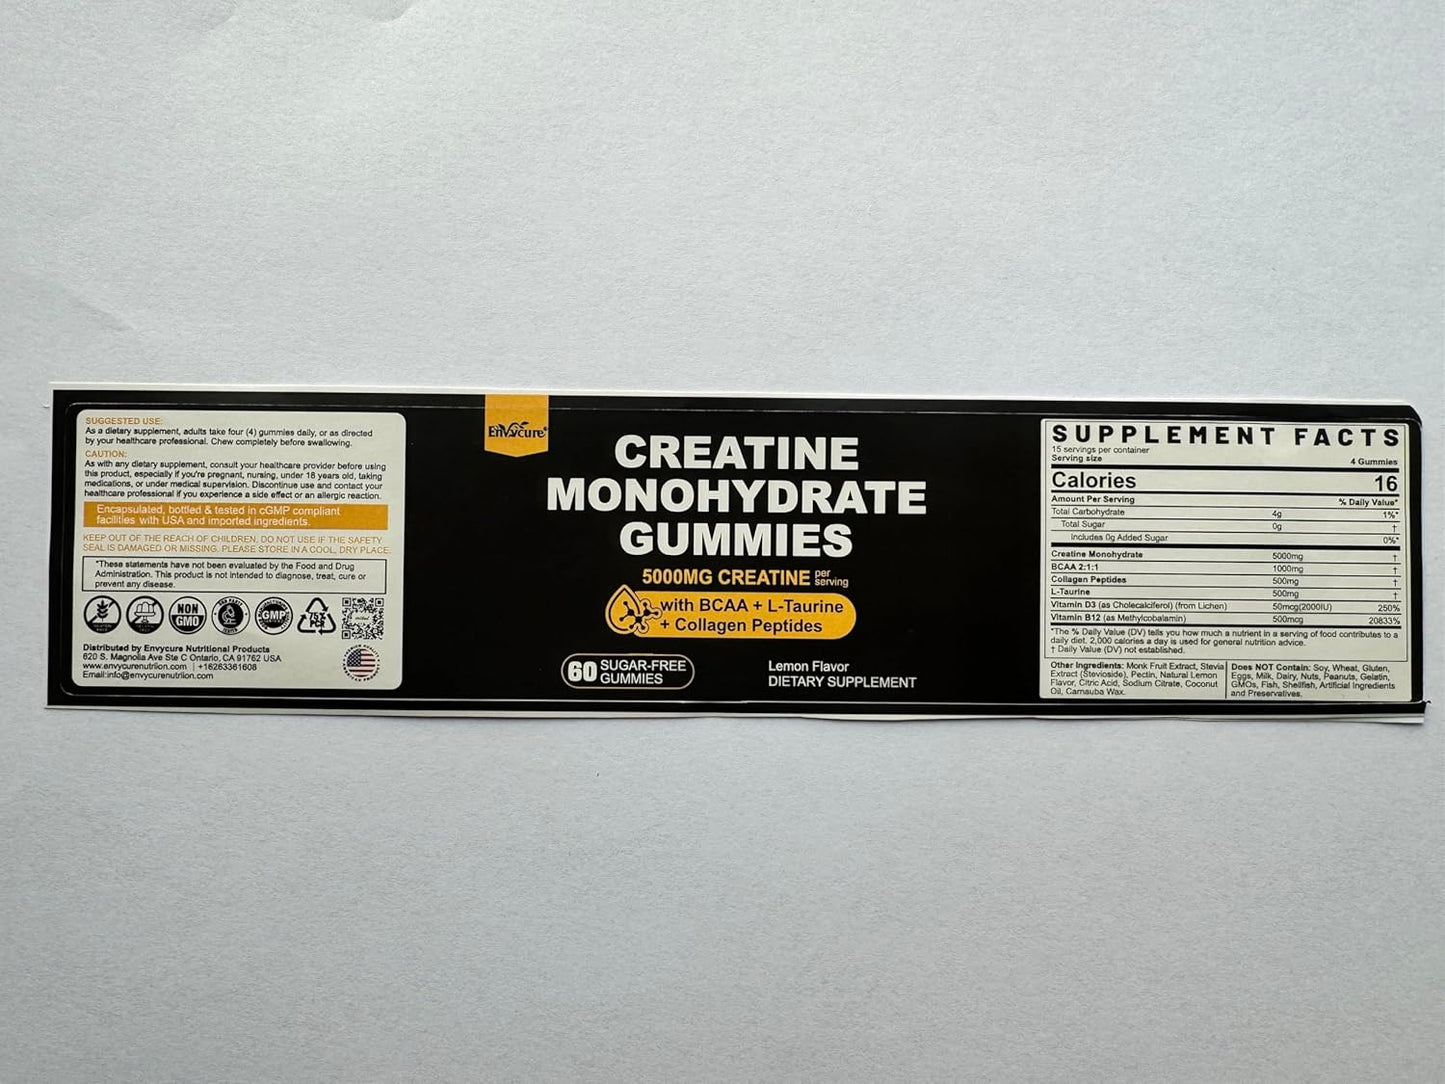 SUGGESTED USE:
As a dietary supplement, adults take four (4) gummies daily, or as directed
by your healthcare professional. Chew completely before swallowing.
CAUTION:
As with any dietary supplement, consult your healthcare provider before using
this product, especially if you're pregnant, nursing, under 18 years old, taking
medications, or under medical supervision. Discontinue use and contact your
healthcare professional if you experience a side effect or an allergic reaction.
Encapsulated, bottled & tested in cGMP compliant
facilities with USA and imported ingredients.
KEEP OUT OF THE REACH OF CHILDREN. DO NOT USE IF THE SAFETY
SEAL IS DAMAGED OR MISSING. PLEASE STORE IN A COOL, DRY PLACE.
*These statements have not been evaluated by the Food and Drug
Administration. This product is not intended to diagnose, treat, cure or
prevent any disease.
NON
GMO
GMP
75%
PCR
Distributed by Envycure Nutritional Products
620 S. Magnolia Ave Ste C Ontario, CA 91762 USA
www.envycurenutriion.com | +16263361608
Email:info@envycurenutriion.com
EnVycure®
CREATINE
MONOHYDRATE
GUMMIES
5000MG CREATINE per serving
with BCAA + L-Taurine
+ Collagen Peptides
60 SUGAR-FREE
GUMMIES
Lemon Flavor
DIETARY SUPPLEMENT
SUPPLEMENT FACTS
15 servings per container
Serving size 4 Gummies
Calories 16
Amount Per Serving % Daily Value*
Total Carbohydrate 4g 1%*
Total Sugar 0g †
Includes 0g Added Sugar 0%*
Creatine Monohydrate 5000mg †
BCAA 2:1:1 1000mg †
Collagen Peptides 500mg †
L-Taurine 500mg †
Vitamin D3 (as Cholecalciferol) (from Lichen) 50mcg(2000IU) 250%
Vitamin B12 (as Methylcobalamin) 500mcg 20833%
*The % Daily Value (DV) tells you how much a nutrient in a serving of food contributes to a
daily diet. 2,000 calories a day is used for general nutrition advice.
† Daily Value (DV) not established.
Other Ingredients: Monk Fruit Extract, Stevia
Extract (Stevioside), Pectin, Natural Lemon
Flavor, Citric Acid, Sodium Citrate, Coconut
Oil, Carnauba Wax.
Does NOT Contain: Soy, Wheat, Gluten,
Eggs, Milk, Dairy, Nuts, Peanuts, Gelatin,
GMOs, Fish, Shellfish, Artificial Ingredients
and Preservatives.